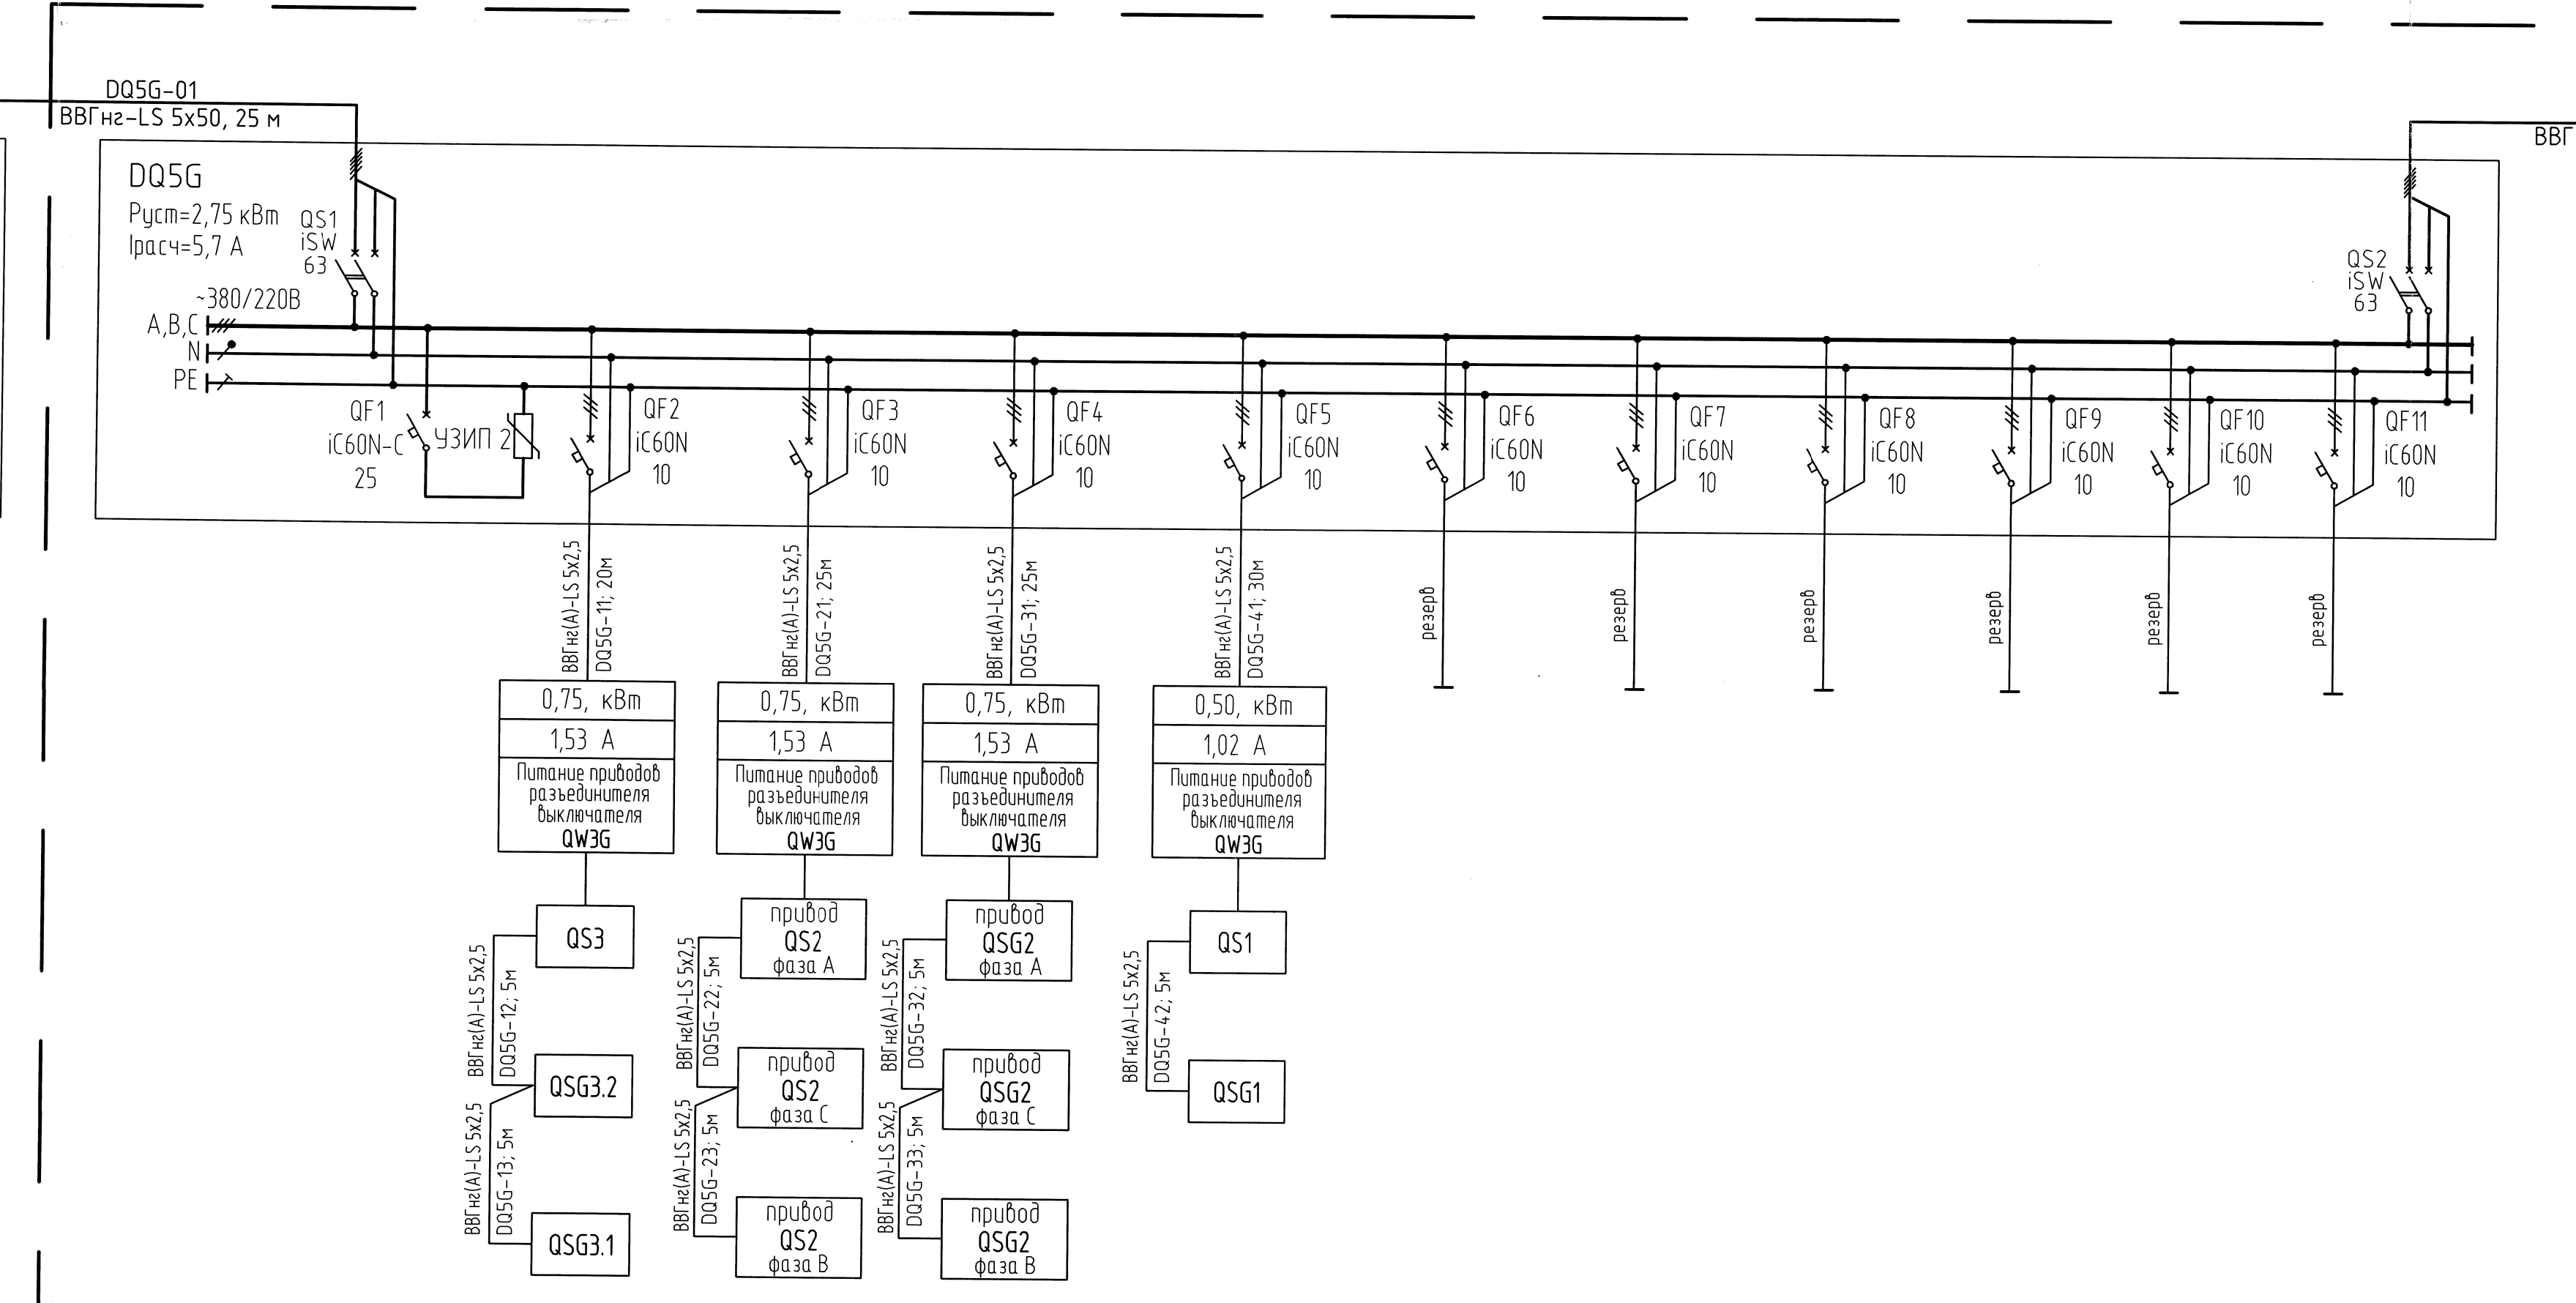 DQ5G-01
ВВГнг-LS 5х50, 25 м
ВВГ
DQ5G
Руст=2,75 кВт
Iрасч=5,7 А
QS1
iSW
63
QS2
iSW
63
~380/220В
A,B,C
N
PE
QF1
iC60N-C
25
УЗИП 2
QF2
iC60N
10
QF3
iC60N
10
QF4
iC60N
10
QF5
iC60N
10
QF6
iC60N
10
QF7
iC60N
10
QF8
iC60N
10
QF9
iC60N
10
QF10
iC60N
10
QF11
iC60N
10
ВВГнг(А)-LS 5х2,5
DQ5G-11; 20м
ВВГнг(А)-LS 5х2,5
DQ5G-21; 25м
ВВГнг(А)-LS 5х2,5
DQ5G-31; 25м
ВВГнг(А)-LS 5х2,5
DQ5G-41; 30м
резерв
резерв
резерв
резерв
резерв
резерв
0,75, кВт
1,53 А
Питание приводов
разъединителя
выключателя
QW3G
0,75, кВт
1,53 А
Питание приводов
разъединителя
выключателя
QW3G
0,75, кВт
1,53 А
Питание приводов
разъединителя
выключателя
QW3G
0,50, кВт
1,02 А
Питание приводов
разъединителя
выключателя
QW3G
QS3
ВВГнг(А)-LS 5х2,5
DQ5G-12; 5м
QSG3.2
ВВГнг(А)-LS 5х2,5
DQ5G-13; 5м
QSG3.1
привод
QS2
фаза А
ВВГнг(А)-LS 5х2,5
DQ5G-22; 5м
привод
QS2
фаза С
ВВГнг(А)-LS 5х2,5
DQ5G-23; 5м
привод
QS2
фаза В
привод
QSG2
фаза А
ВВГнг(А)-LS 5х2,5
DQ5G-32; 5м
привод
QSG2
фаза С
ВВГнг(А)-LS 5х2,5
DQ5G-33; 5м
привод
QSG2
фаза В
QS1
ВВГнг(А)-LS 5х2,5
DQ5G-42; 5м
QSG1